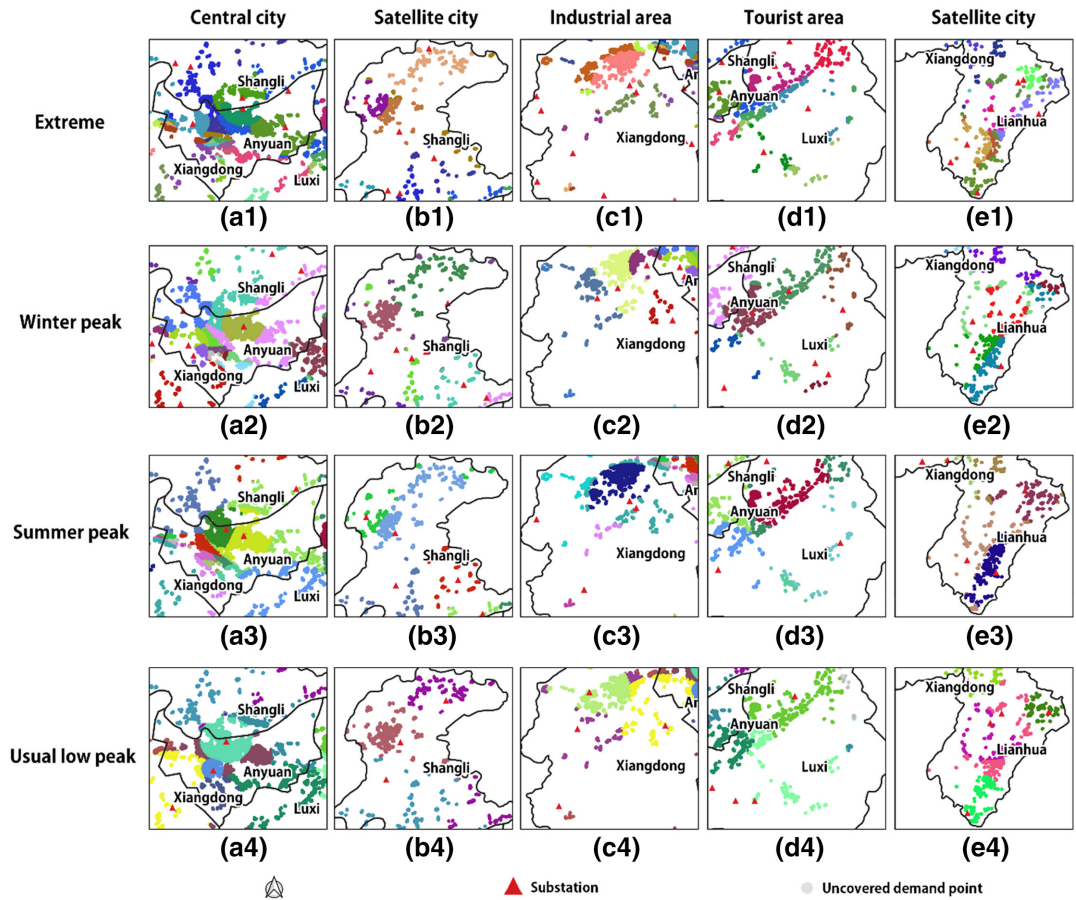 Central city Satellite city Industrial area Tourist area Satellite city
Extreme
Shangli Anyuan Xiangdong Luxi
Shangli
Xiangdong
Shangli Anyuan Luxi
Xiangdong Lianhua
(a1) (b1) (c1) (d1) (e1)
Winter peak
Shangli Anyuan Xiangdong Luxi
Shangli
An Xiangdong
Shangli Anyuan Luxi
Xiangdong Lianhua
(a2) (b2) (c2) (d2) (e2)
Summer peak
Shangli Anyuan Xiangdong Luxi
Shangli
An Xiangdong
Shangli Anyuan Luxi
Xiangdong Lianhua
(a3) (b3) (c3) (d3) (e3)
Usual low peak
Shangli Anyuan Xiangdong Luxi
Shangli
An Xiangdong
Shangli Anyuan Luxi
Xiangdong Lianhua
(a4) (b4) (c4) (d4) (e4)
Substation Uncovered demand point